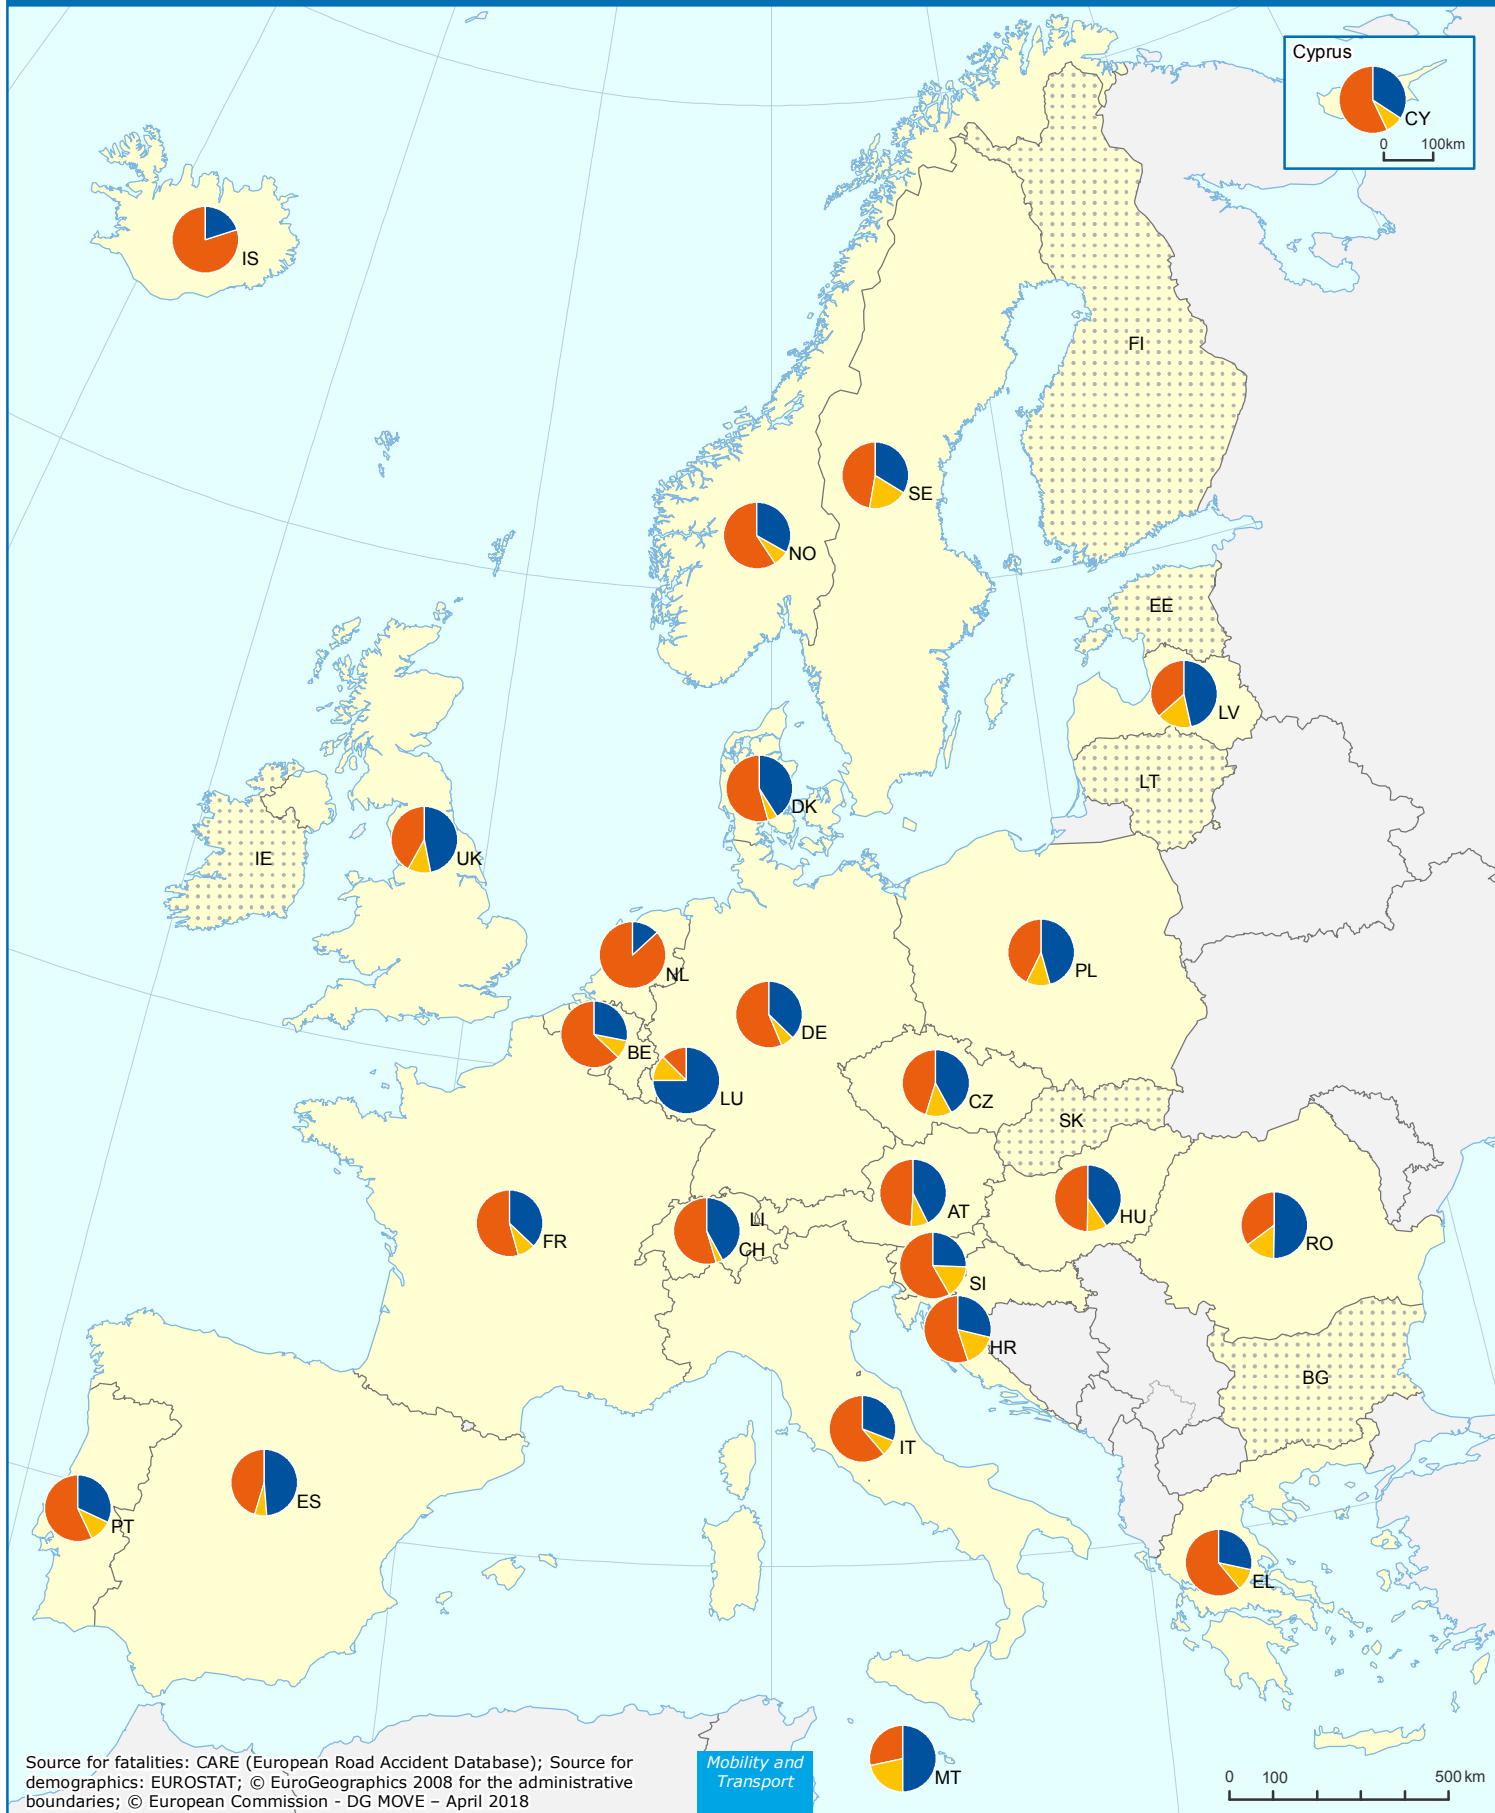 Cyprus
CY
0 100km
IS
FI
SE
NO
EE
LV
LT
DK
IE
UK
NL
PL
DE
BE
LU
CZ
SK
AT
HU
LI
CH
FR
RO
SI
HR
BG
IT
ES
PT
EL
MT
Source for fatalities: CARE (European Road Accident Database); Source for
demographics: EUROSTAT; © EuroGeographics 2008 for the administrative
boundaries; © European Commission - DG MOVE – April 2018
Mobility and
Transport
0 100 500 km